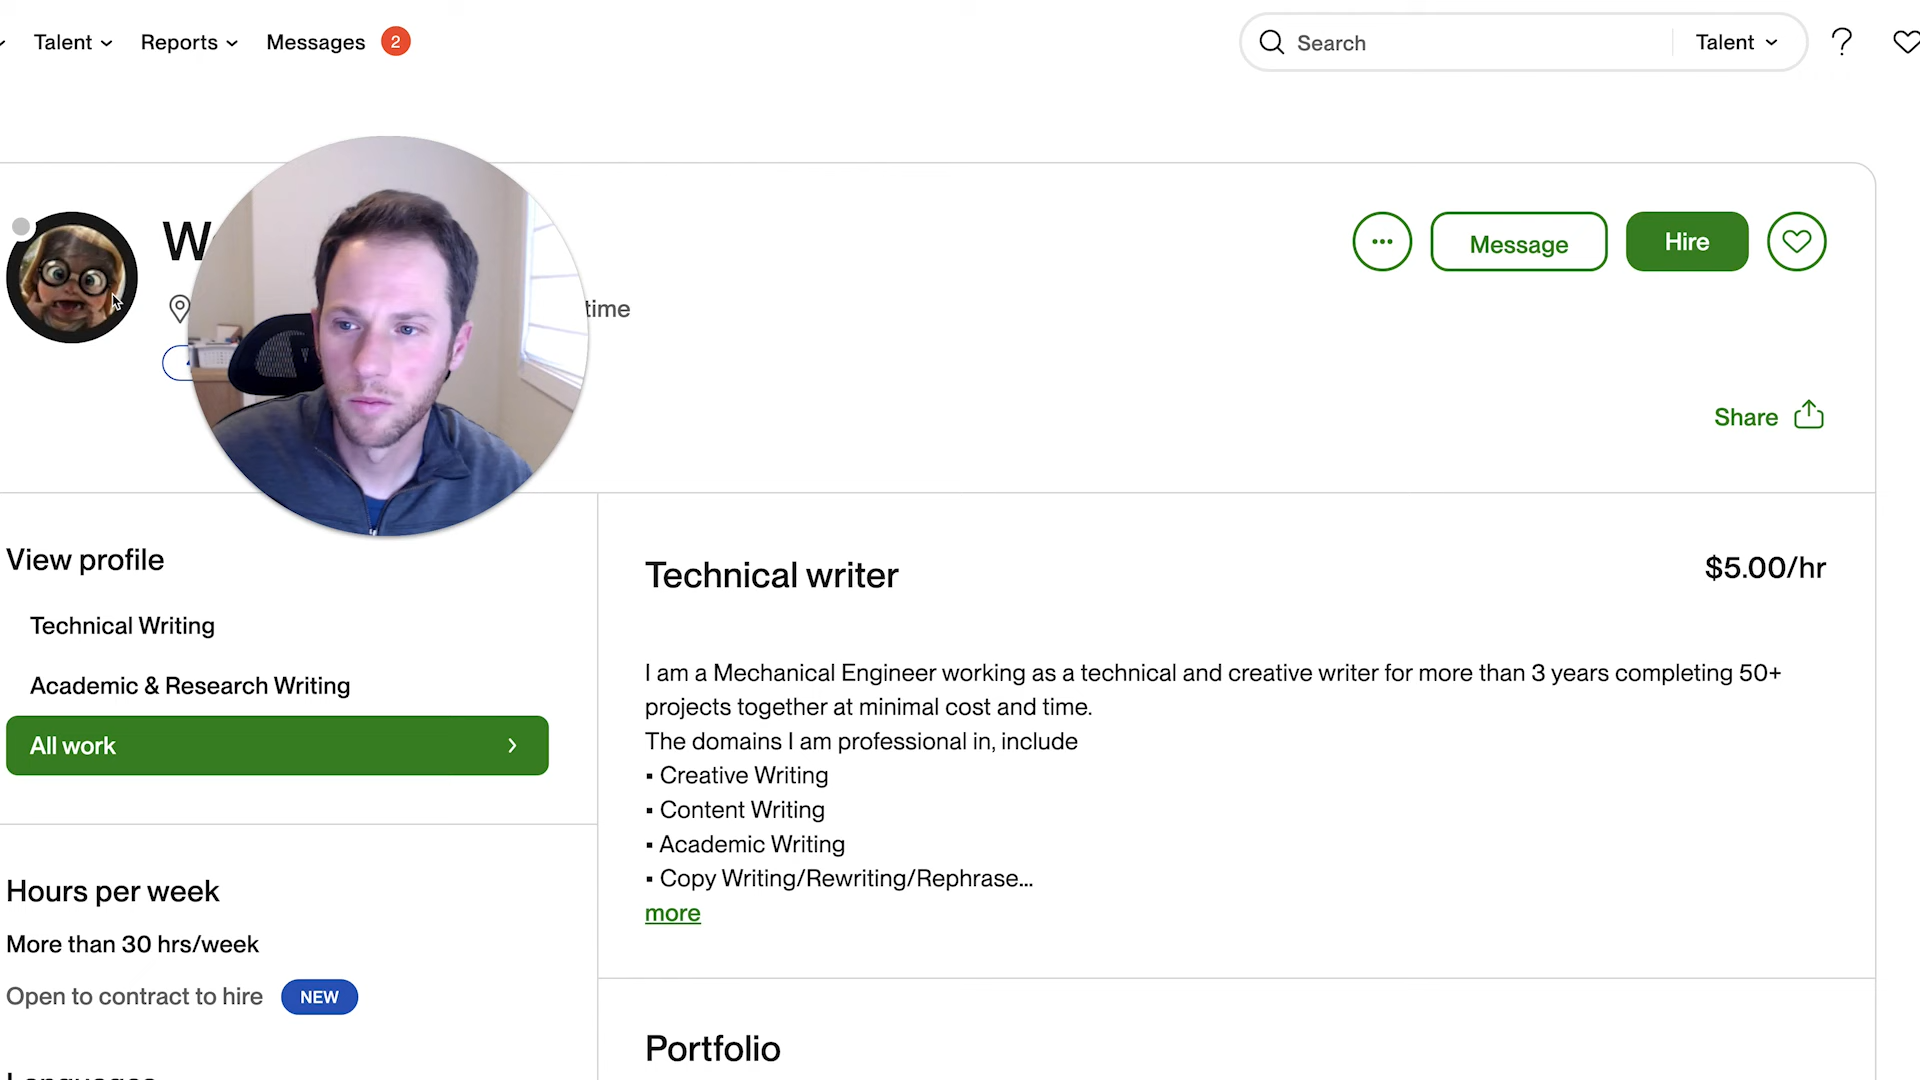 Talent
Reports
Messages
2
Search
Talent
?
Message
Hire
time
Share
View profile
Technical Writing
Academic & Research Writing
All work
Technical writer
$5.00/hr
I am a Mechanical Engineer working as a technical and creative writer for more than 3 years completing 50+
projects together at minimal cost and time.
The domains I am professional in, include
▪ Creative Writing
▪ Content Writing
▪ Academic Writing
▪ Copy Writing/Rewriting/Rephrase...
more
Hours per week
More than 30 hrs/week
Open to contract to hire
NEW
Portfolio